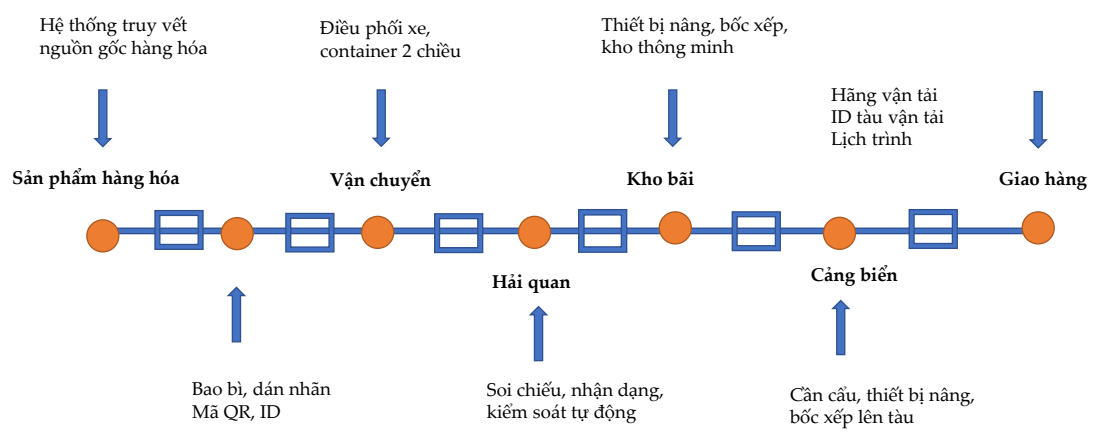 Hệ thống truy vết
nguồn gốc hàng hóa
Điều phối xe,
container 2 chiều
Thiết bị nâng, bốc xếp,
kho thông minh
Hãng vận tải
ID tàu vận tải
Lịch trình
Sản phẩm hàng hóa
Vận chuyển
Kho bãi
Giao hàng
Hải quan
Cảng biển
Bao bì, dán nhãn
Mã QR, ID
Soi chiếu, nhận dạng,
kiểm soát tự động
Cần cẩu, thiết bị nâng,
bốc xếp lên tàu